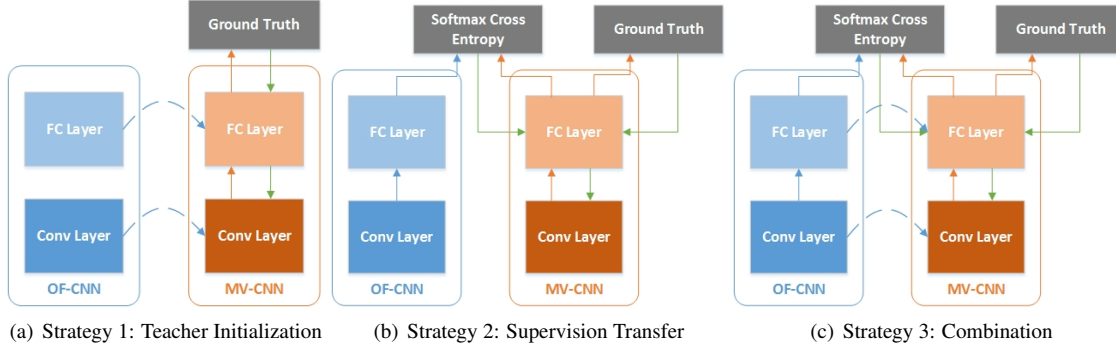 Ground Truth
FC Layer
FC Layer
Conv Layer
Conv Layer
OF-CNN
MV-CNN
(a) Strategy 1: Teacher Initialization
Softmax Cross
Entropy
Ground Truth
FC Layer
FC Layer
Conv Layer
Conv Layer
OF-CNN
MV-CNN
(b) Strategy 2: Supervision Transfer
Softmax Cross
Entropy
Ground Truth
FC Layer
FC Layer
Conv Layer
Conv Layer
OF-CNN
MV-CNN
(c) Strategy 3: Combination